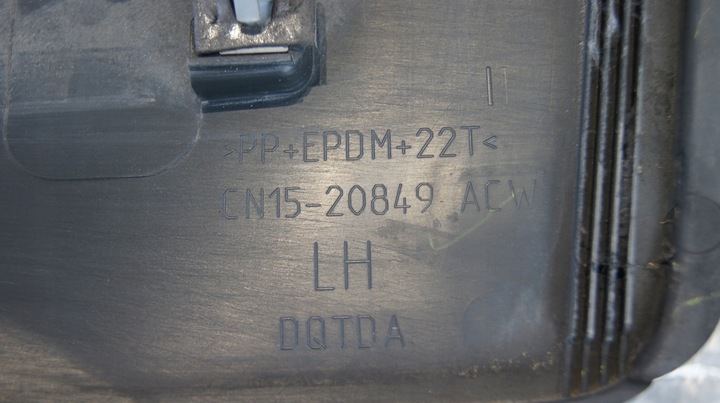 >PP+EPDM+22T<
CN15-20849 ACW
LH
DQTDA